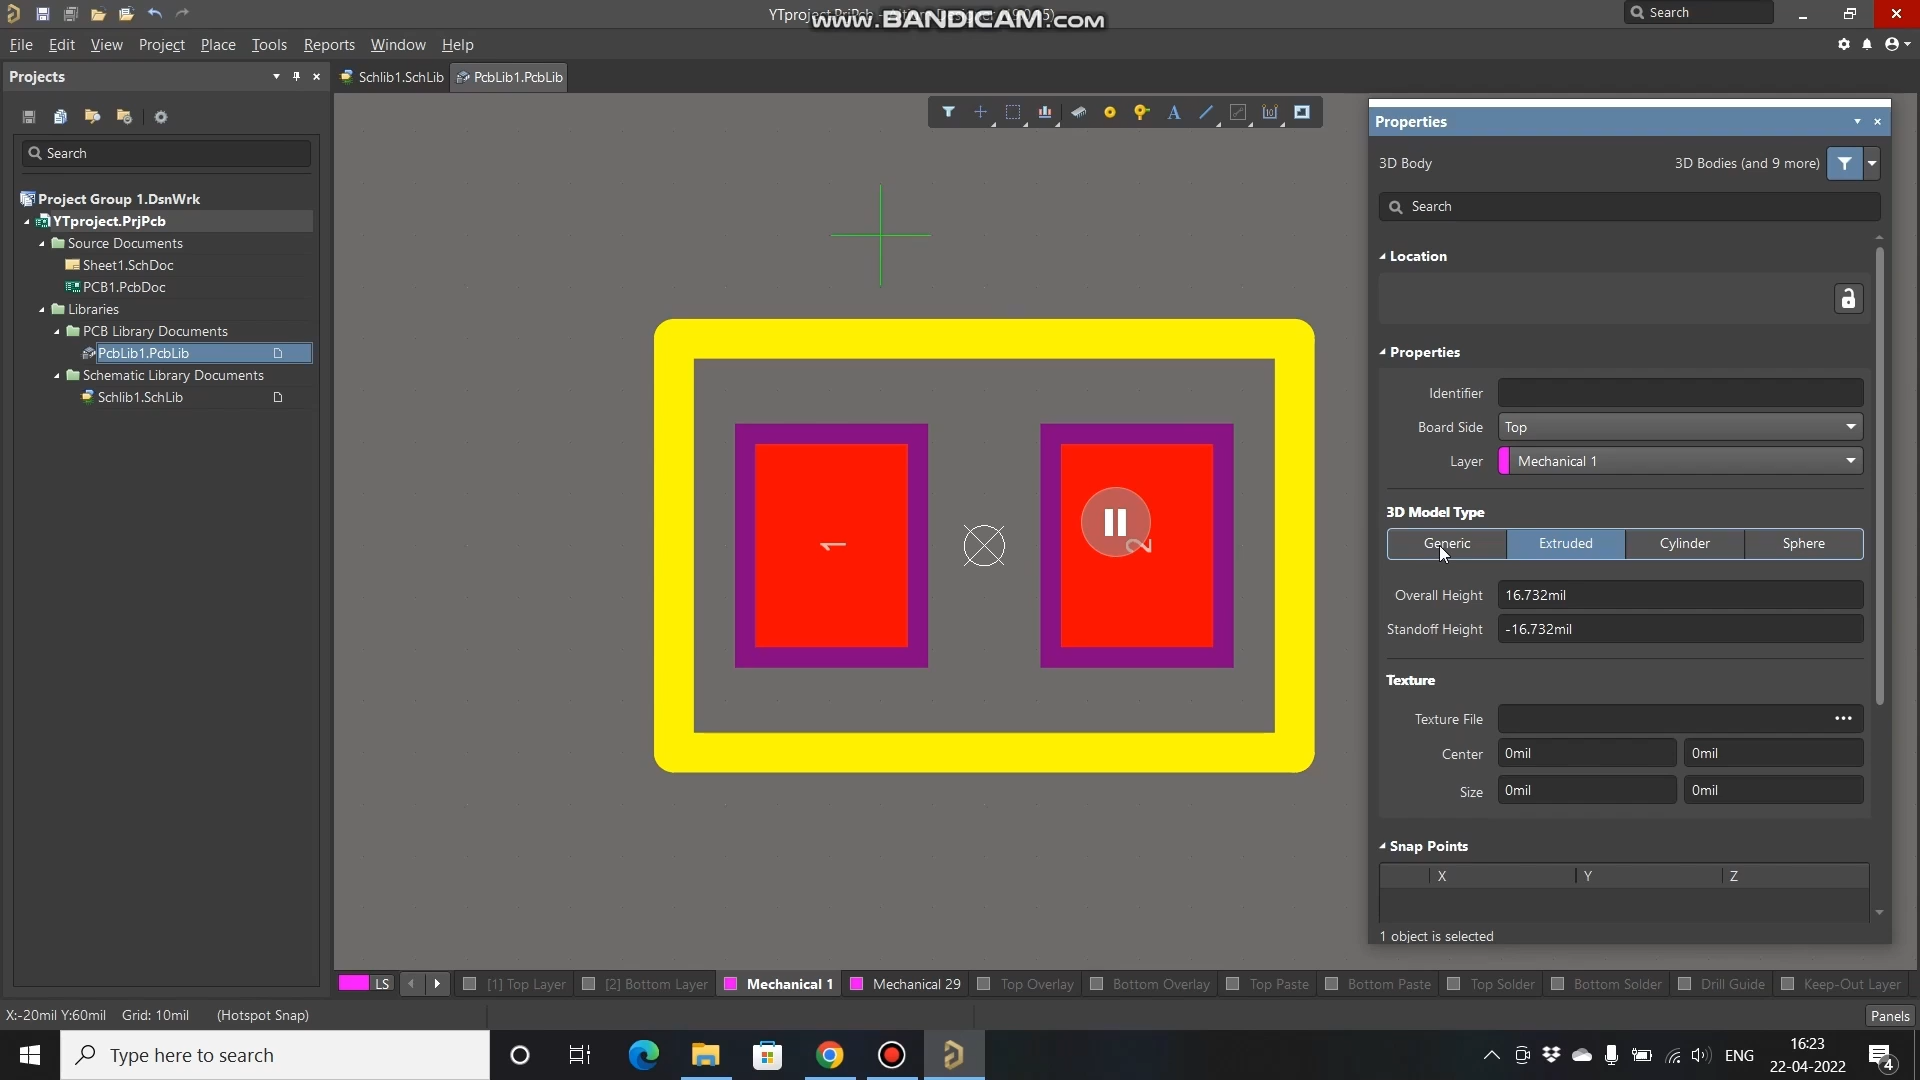 YTproject.PrjPcb
www.BANDICAM.com
Search
File Edit View Project Place Tools Reports Window Help
Projects
Schlib1.SchLib
PcbLib1.PcbLib
Search
Project Group 1.DsnWrk
YTproject.PrjPcb
Source Documents
Sheet1.SchDoc
PCB1.PcbDoc
Libraries
PCB Library Documents
PcbLib1.PcbLib
Schematic Library Documents
Schlib1.SchLib
A
10
1
2
Properties
3D Body
3D Bodies (and 9 more)
Search
Location
Properties
Identifier
Board Side Top
Layer Mechanical 1
3D Model Type
Generic Extruded Cylinder Sphere
Overall Height 16.732mil
Standoff Height -16.732mil
Texture
Texture File •••
Center 0mil 0mil
Size 0mil 0mil
Snap Points
X Y Z
1 object is selected
LS [1] Top Layer [2] Bottom Layer Mechanical 1 Mechanical 29 Top Overlay Bottom Overlay Top Paste Bottom Paste Top Solder Bottom Solder Drill Guide Keep-Out Layer
X:-20mil Y:60mil Grid: 10mil (Hotspot Snap)
Panels
Type here to search
ENG
16:23
22-04-2022
4